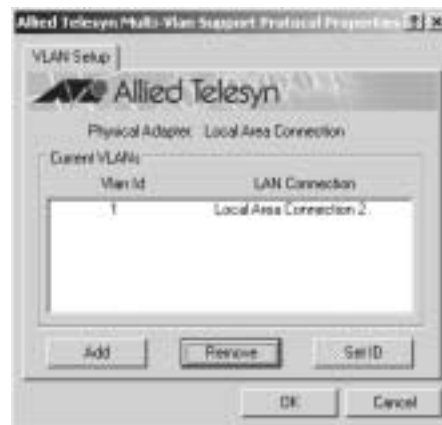 Allied Telesyn Multi-Vlan Support Protocol Properties
VLAN Setup
Allied Telesyn
Physical Adapter: Local Area Connection
Current VLANs
Vlan Id LAN Connection
1 Local Area Connection 2
Add Remove Set ID
OK Cancel